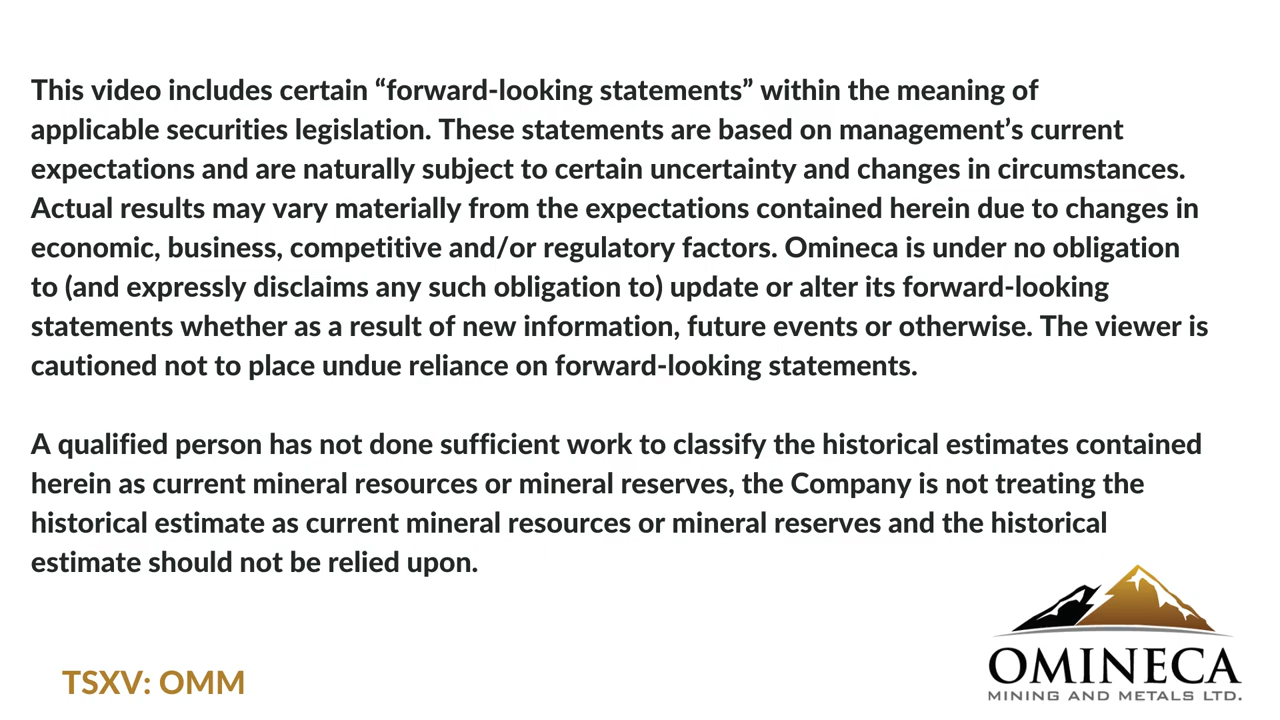 This video includes certain “forward-looking statements” within the meaning of
applicable securities legislation. These statements are based on management’s current
expectations and are naturally subject to certain uncertainty and changes in circumstances.
Actual results may vary materially from the expectations contained herein due to changes in
economic, business, competitive and/or regulatory factors. Omineca is under no obligation
to (and expressly disclaims any such obligation to) update or alter its forward-looking
statements whether as a result of new information, future events or otherwise. The viewer is
cautioned not to place undue reliance on forward-looking statements.
A qualified person has not done sufficient work to classify the historical estimates contained
herein as current mineral resources or mineral reserves, the Company is not treating the
historical estimate as current mineral resources or mineral reserves and the historical
estimate should not be relied upon.
TSXV: OMM
OMINECA
MINING AND METALS LTD.